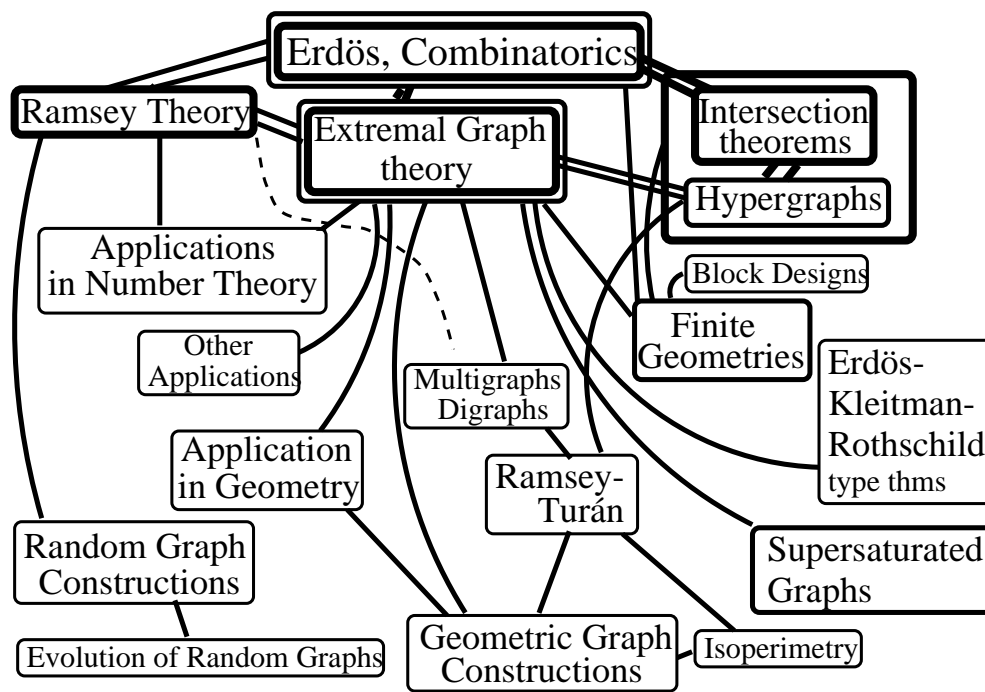 Erdös, Combinatorics
Ramsey Theory
Extremal Graph
theory
Intersection
theorems
Hypergraphs
Applications
in Number Theory
Block Designs
Finite
Geometries
Other
Applications
Multigraphs
Digraphs
Erdös-
Kleitman-
Rothschild
type thms
Application
in Geometry
Ramsey-
Turán
Random Graph
Constructions
Supersaturated
Graphs
Evolution of Random Graphs
Geometric Graph
Constructions
Isoperimetry